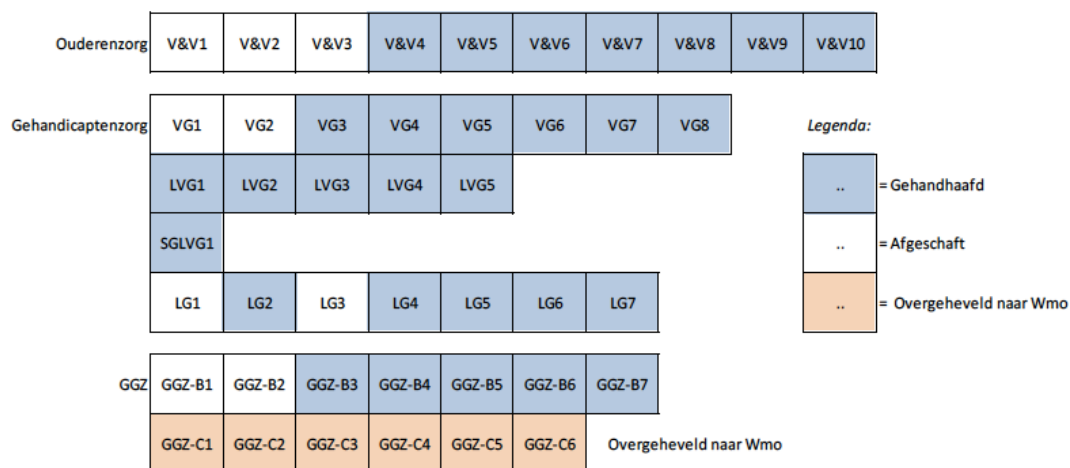 Ouderenzorg V&V1 V&V2 V&V3 V&V4 V&V5 V&V6 V&V7 V&V8 V&V9 V&V10
Gehandicaptenzorg VG1 VG2 VG3 VG4 VG5 VG6 VG7 VG8 Legenda:
LVG1 LVG2 LVG3 LVG4 LVG5 .. = Gehandhaafd
SGLVG1 .. = Afgeschaft
LG1 LG2 LG3 LG4 LG5 LG6 LG7 .. = Overgeheveld naar Wmo
GGZ GGZ-B1 GGZ-B2 GGZ-B3 GGZ-B4 GGZ-B5 GGZ-B6 GGZ-B7
GGZ-C1 GGZ-C2 GGZ-C3 GGZ-C4 GGZ-C5 GGZ-C6 Overgeheveld naar Wmo